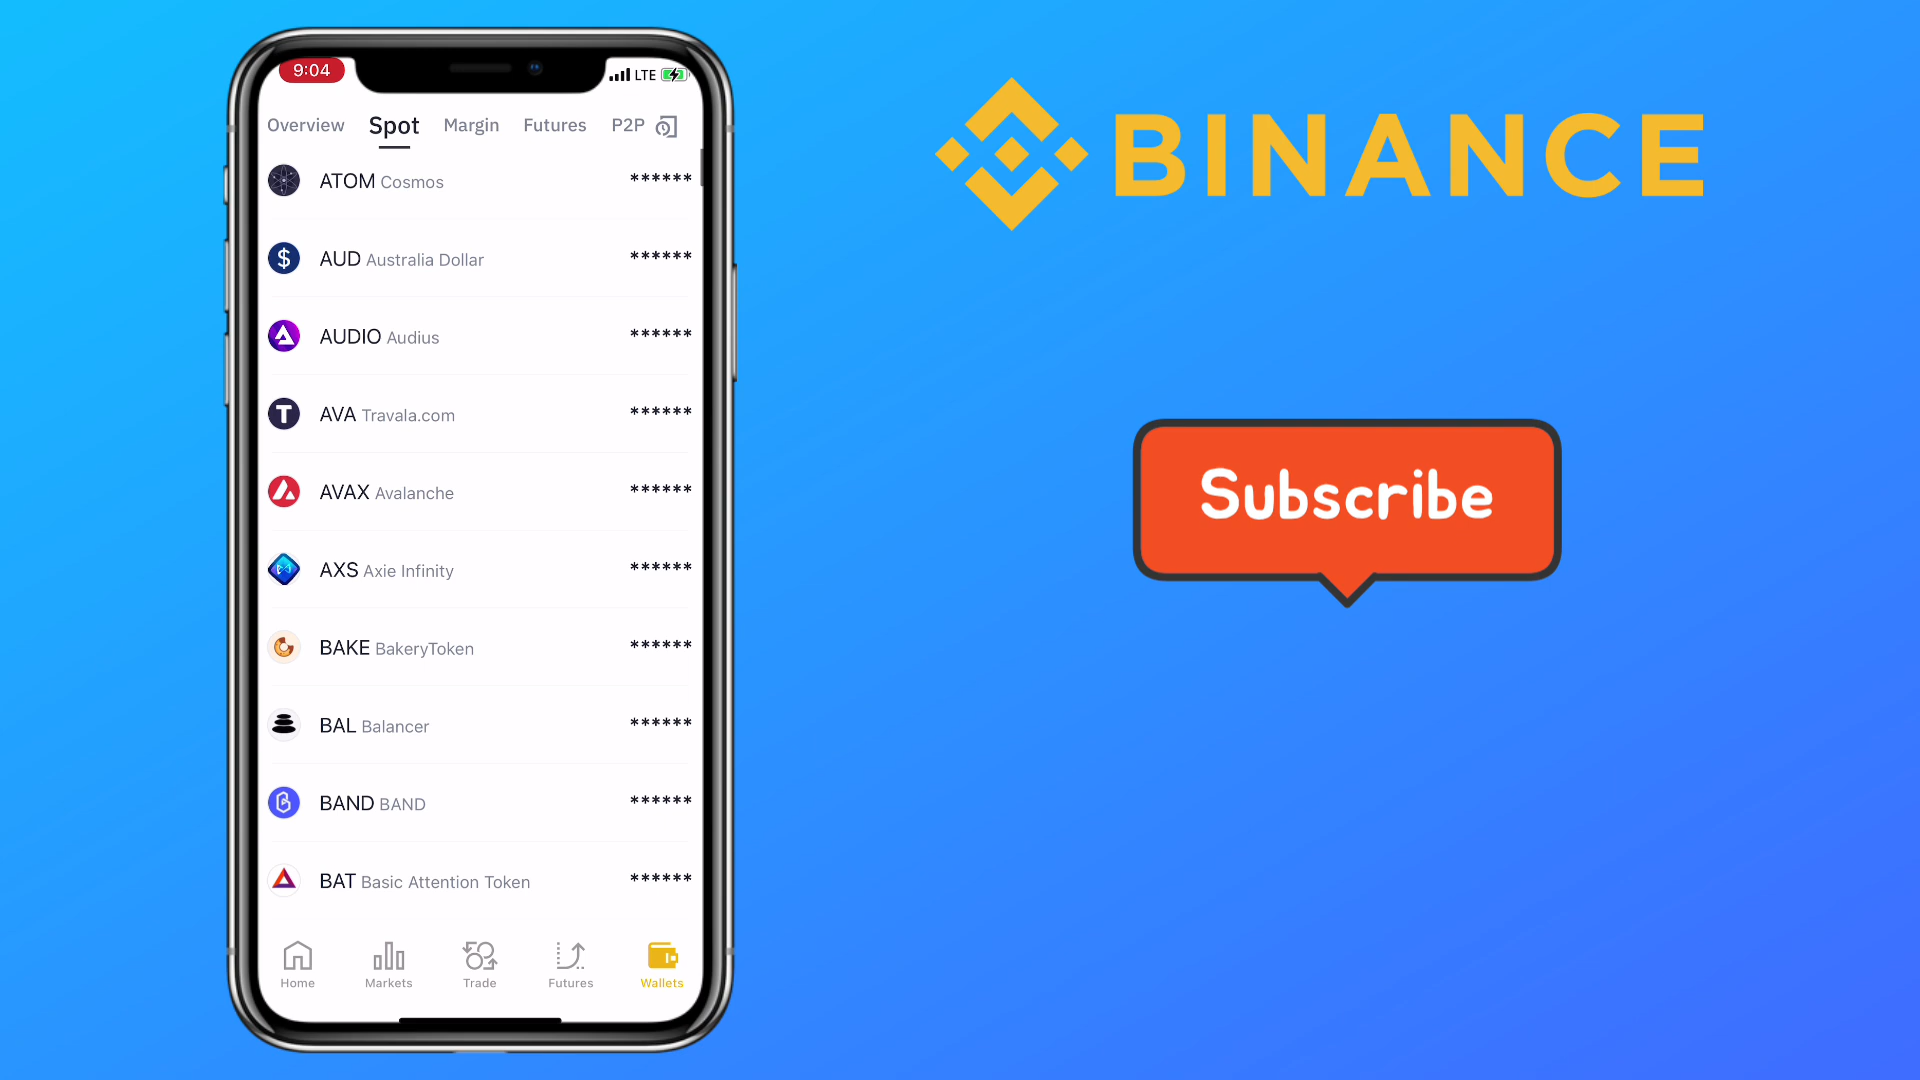 9:04 LTE
Overview Spot Margin Futures P2P
ATOM Cosmos ******
AUD Australia Dollar ******
AUDIO Audius ******
AVA Travala.com ******
AVAX Avalanche ******
AXS Axie Infinity ******
BAKE BakeryToken ******
BAL Balancer ******
BAND BAND ******
BAT Basic Attention Token ******
Home Markets Trade Futures Wallets
BINANCE
Subscribe